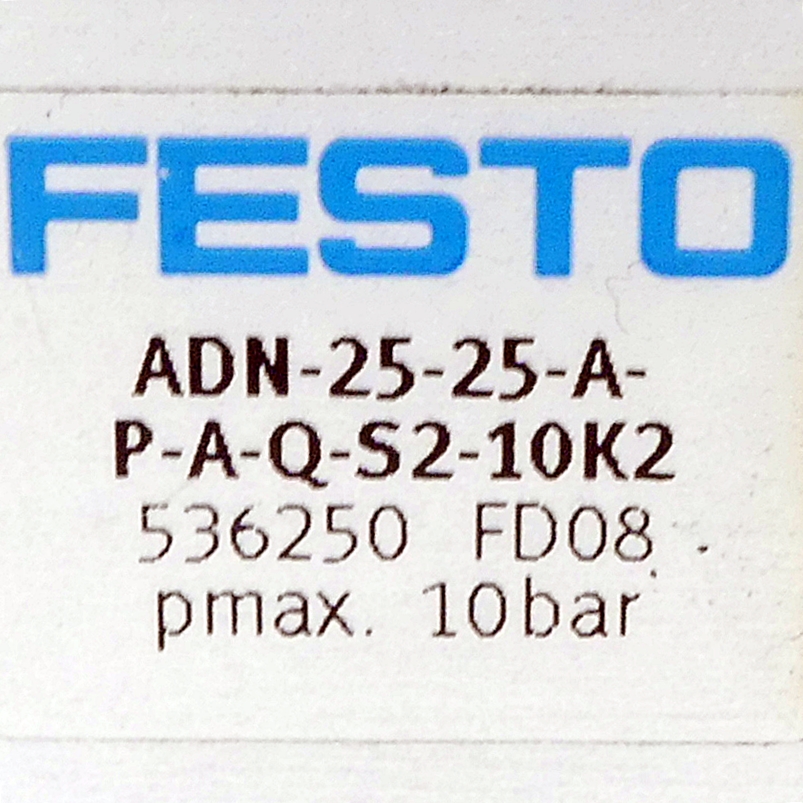 FESTO
ADN-25-25-A-
P-A-Q-S2-10K2
536250 FD08
pmax. 10bar